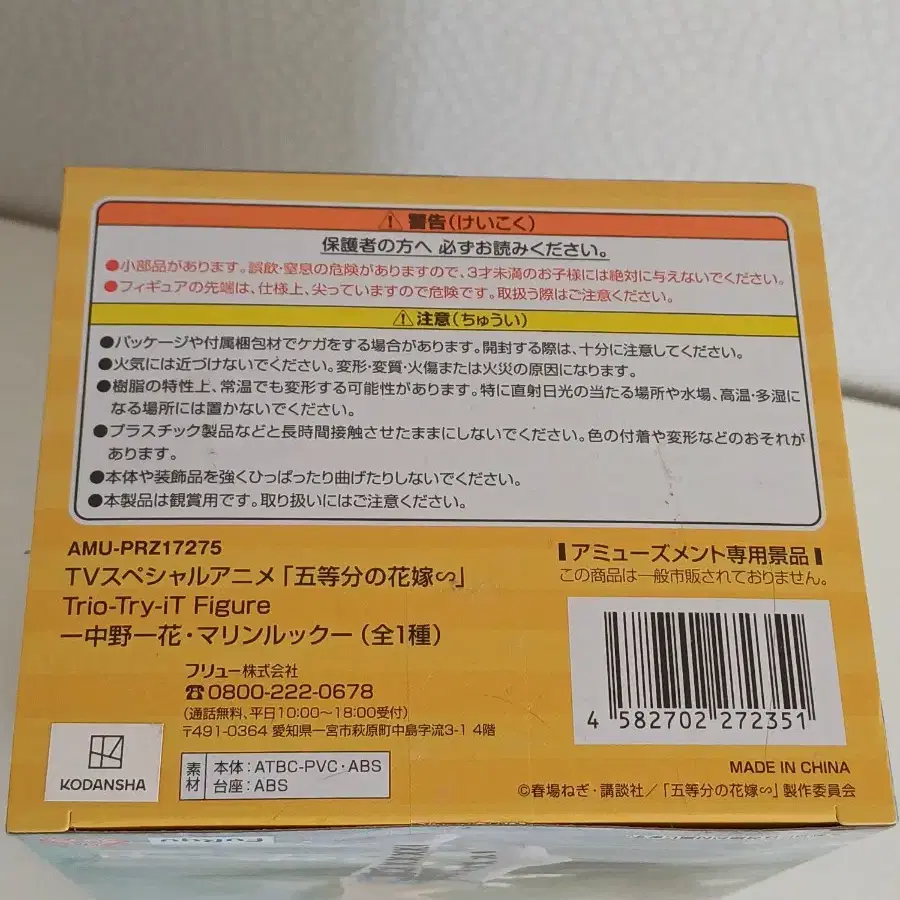 ⚠警告(けいこく)
保護者の方へ 必ずお読みください。
●小部品があります。誤飲・窒息の危険がありますので、3才未満のお子様には絶対に与えないでください。
●フィギュアの先端は、仕様上、尖っていますので危険です。取扱う際はご注意ください。
⚠注意(ちゅうい)
●パッケージや付属梱包材でケガをする場合があります。開封する際は、十分に注意してください。
●火気には近づけないでください。変形・変質・火傷または火災の原因になります。
●樹脂の特性上、常温でも変形する可能性があります。特に直射日光の当たる場所や水場、高温・多湿に
なる場所には置かないでください。
●プラスチック製品などと長時間接触させたままにしないでください。色の付着や変形などのおそれが
あります。
●本体や装飾品を強くひっぱったり曲げたりしないでください。
●本製品は観賞用です。取り扱いにはご注意ください。
AMU-PRZ17275
TVスペシャルアニメ「五等分の花嫁∽」
Trio-Try-iT Figure
ー中野一花・マリンルックー(全1種)
フリュー株式会社
☎0800-222-0678
(通話無料、平日10:00〜18:00受付)
〒491-0364 愛知県一宮市萩原町中島字流3-1 4階
KODANSHA
素材
本体:ATBC-PVC・ABS
台座:ABS
アミューズメント専用景品
この商品は一般市販されておりません。
4 582702 272351
MADE IN CHINA
©春場ねぎ・講談社/「五等分の花嫁∽」製作委員会
FuRyu